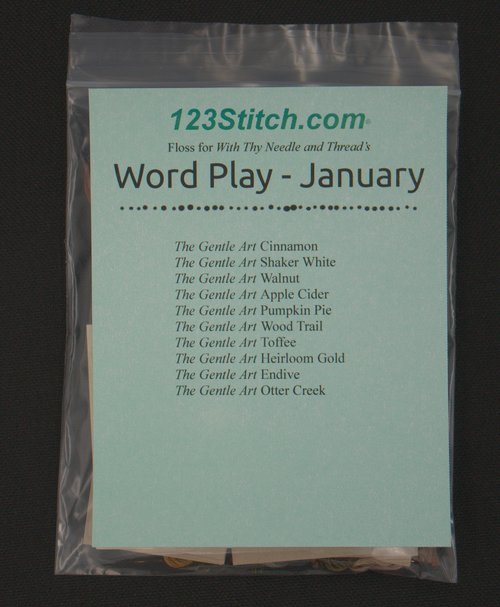 123Stitch.com®
Floss for With Thy Needle and Thread's
Word Play - January
The Gentle Art Cinnamon
The Gentle Art Shaker White
The Gentle Art Walnut
The Gentle Art Apple Cider
The Gentle Art Pumpkin Pie
The Gentle Art Wood Trail
The Gentle Art Toffee
The Gentle Art Heirloom Gold
The Gentle Art Endive
The Gentle Art Otter Creek